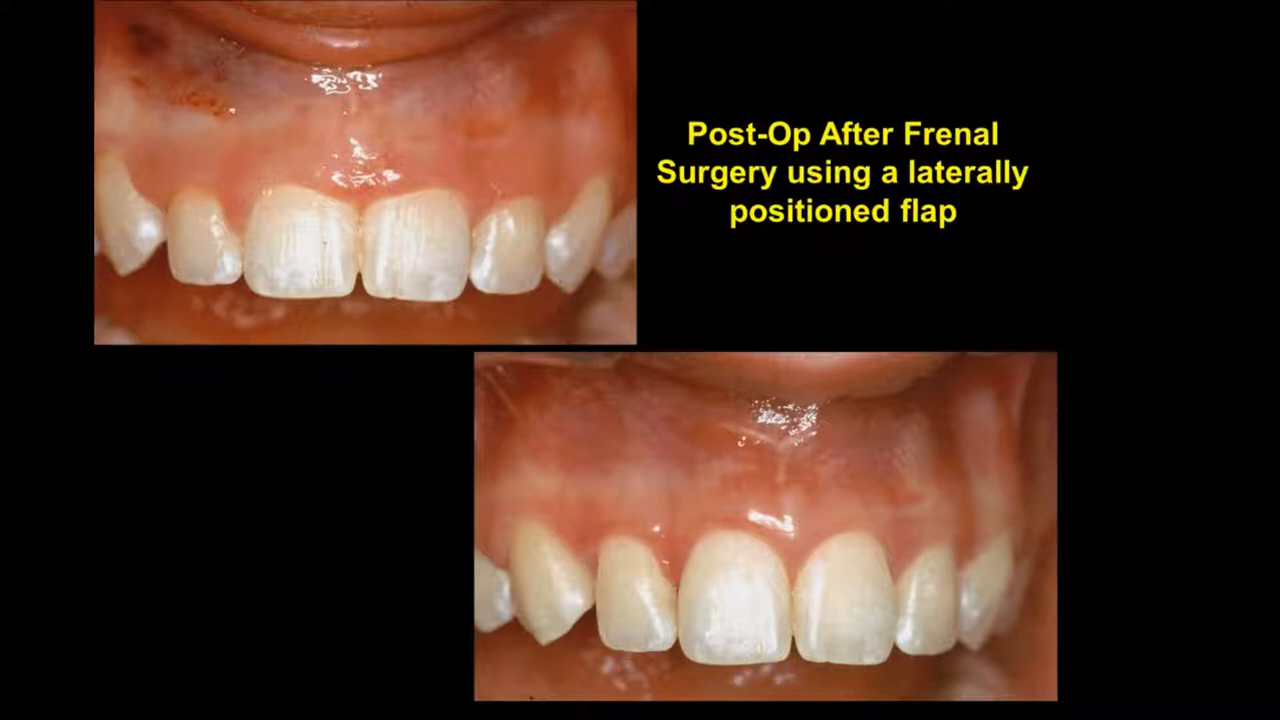 Post-Op After Frenal
Surgery using a laterally
positioned flap